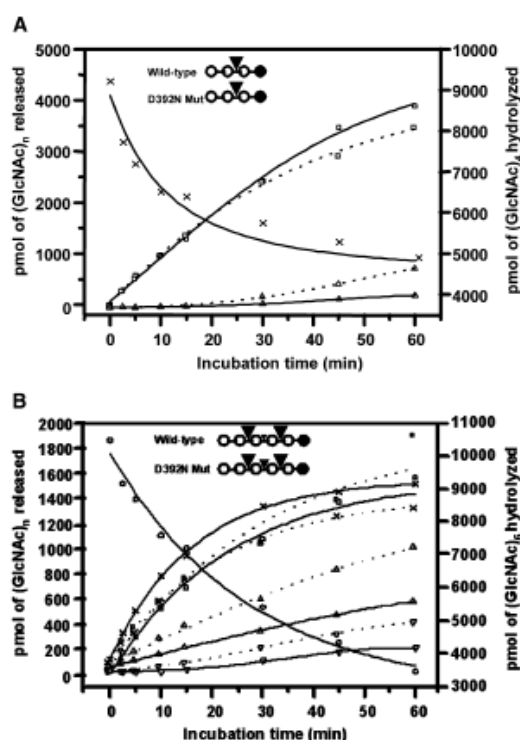 A
Wild-type
D392N Mut
pmol of (GlcNAc)n released
pmol of (GlcNAc)4 hydrolyzed
5000
4000
3000
2000
1000
0
10000
9000
8000
7000
6000
5000
4000
0 10 20 30 40 50 60
Incubation time (min)
B
Wild-type
D392N Mut
pmol of (GlcNAc)n released
pmol of (GlcNAc)6 hydrolyzed
2000
1800
1600
1400
1200
1000
800
600
400
200
0
11000
10000
9000
8000
7000
6000
5000
4000
3000
0 10 20 30 40 50 60
Incubation time (min)